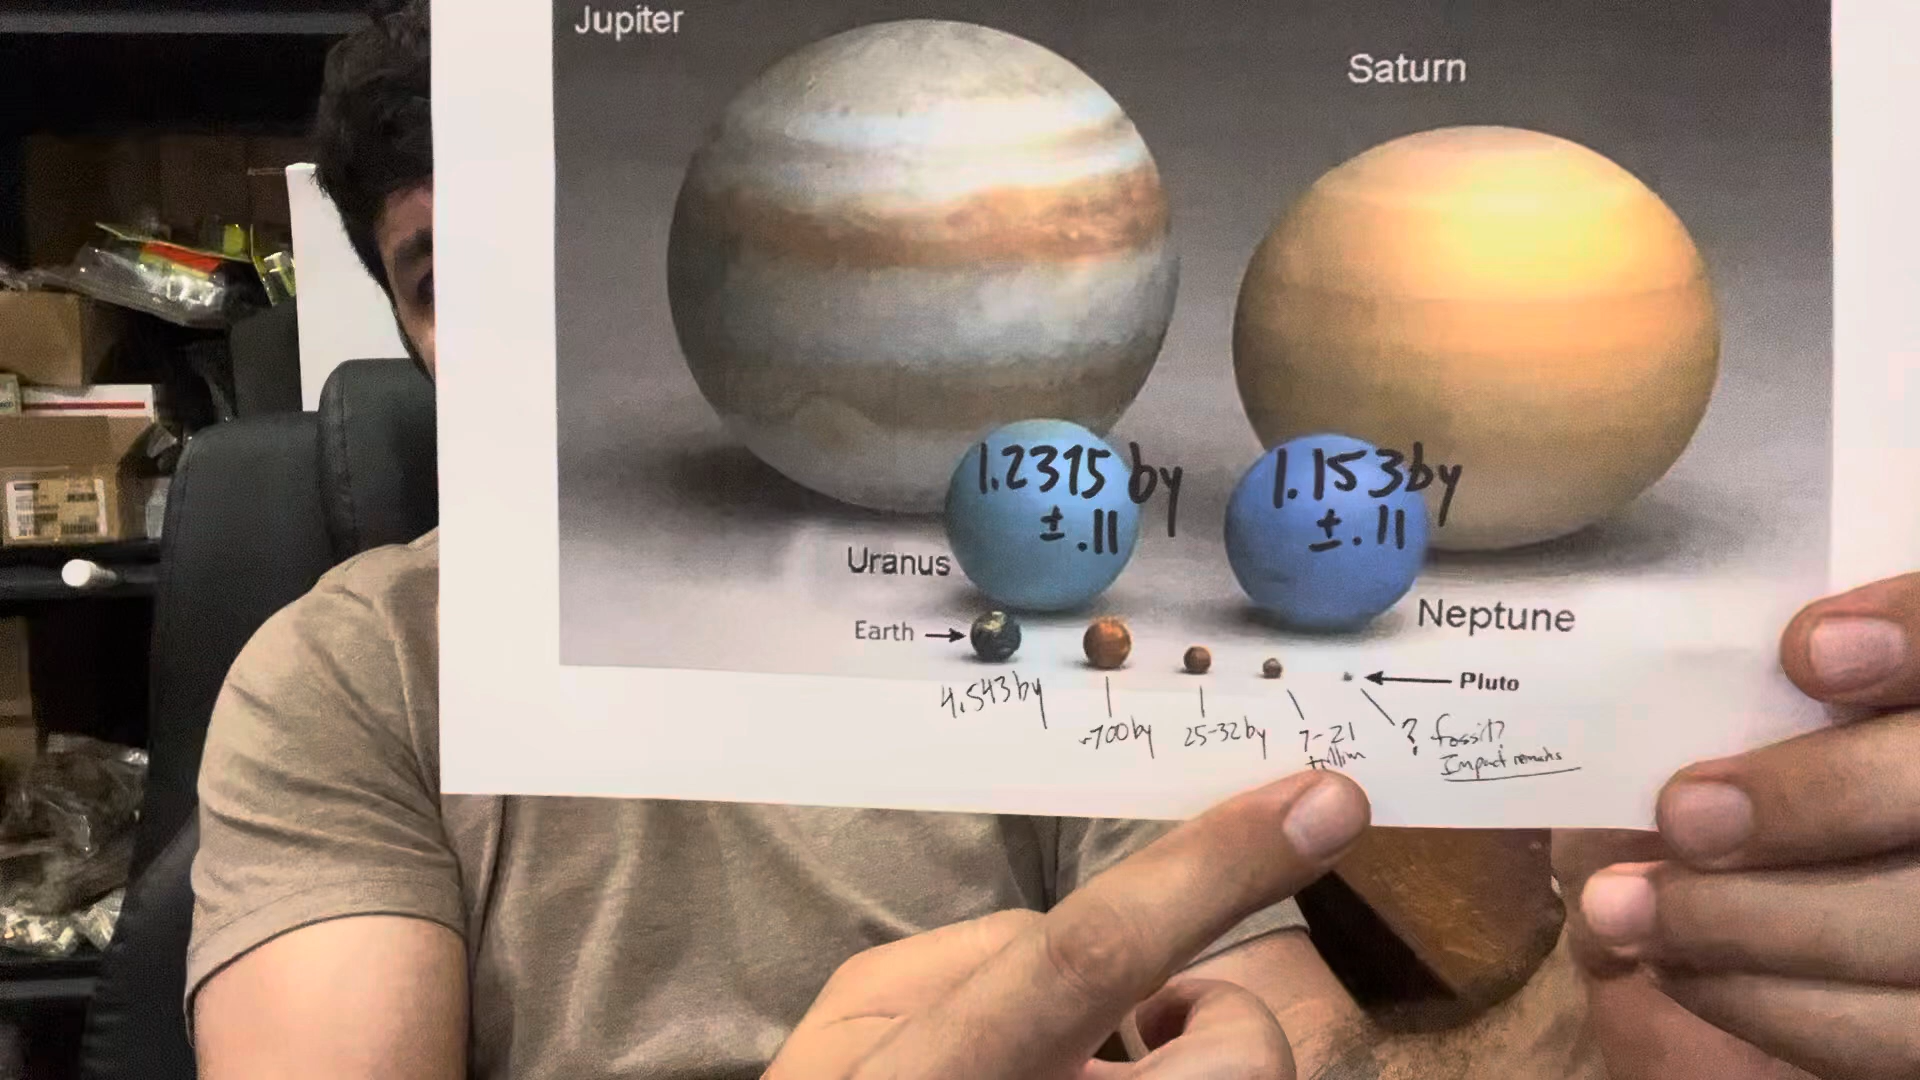 Jupiter
Saturn
1.2315 by
± .11
1.153by
± .11
Uranus
Neptune
Earth
Pluto
4.543by
~700by
25-32by
7-21
trillion
? fossil?
Impact remains